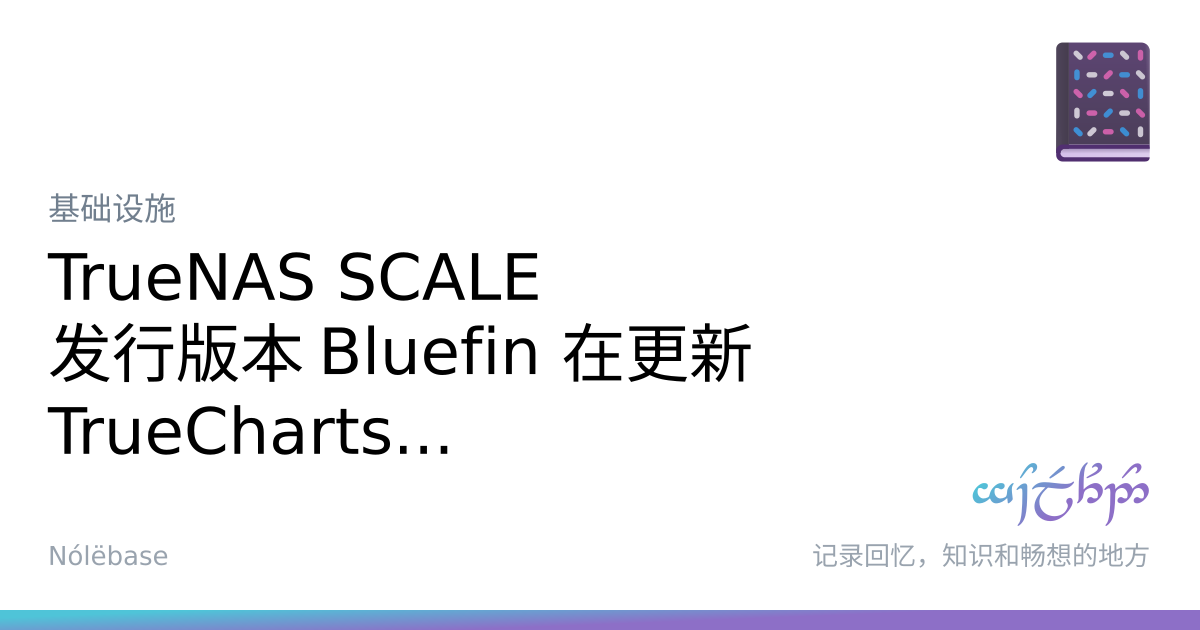 基础设施
TrueNAS SCALE
发行版本 Bluefin 在更新
TrueCharts...
Nólëbase
记录回忆，知识和畅想的地方